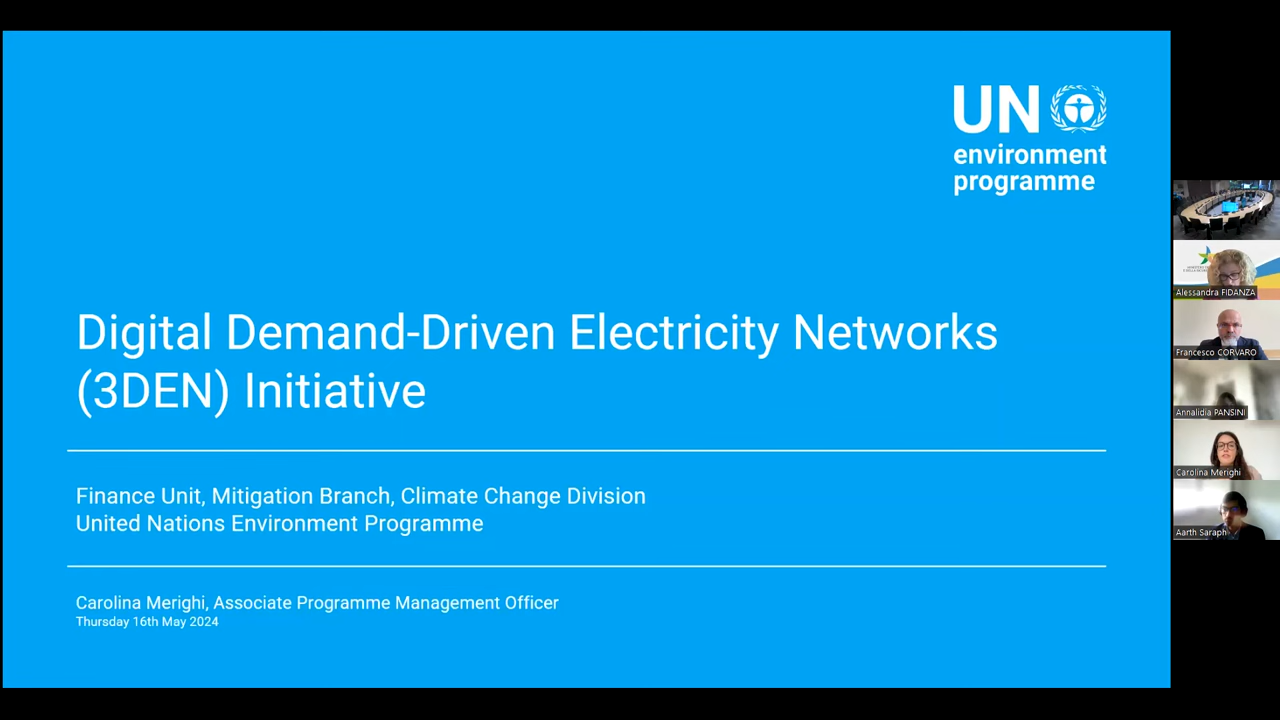 UN
environment
programme
Digital Demand-Driven Electricity Networks
(3DEN) Initiative
Finance Unit, Mitigation Branch, Climate Change Division
United Nations Environment Programme
Carolina Merighi, Associate Programme Management Officer
Thursday 16th May 2024
Alessandra FIDANZA
Francesco CORVARO
Annalidia PANSINI
Carolina Merighi
Aarth Saraph